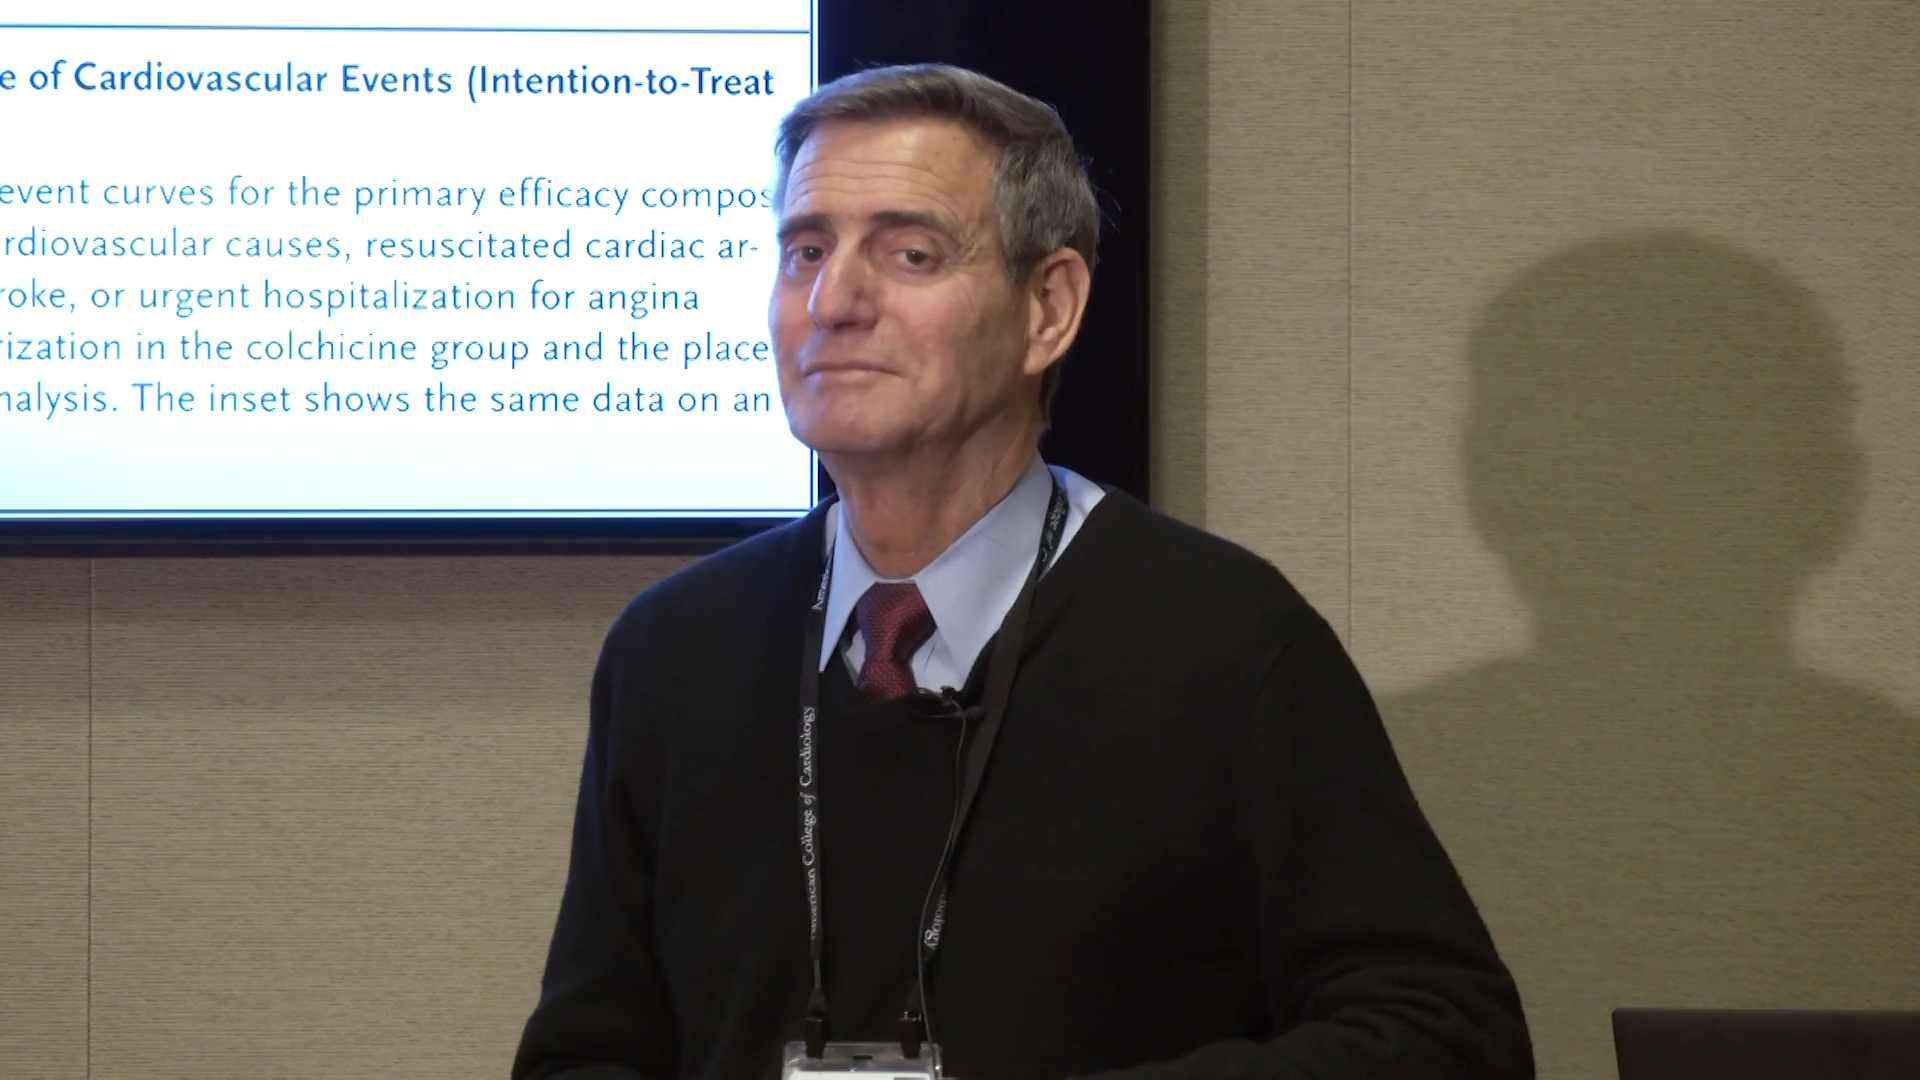 e of Cardiovascular Events (Intention-to-Treat
event curves for the primary efficacy compos
rdiovascular causes, resuscitated cardiac ar-
roke, or urgent hospitalization for angina
rization in the colchicine group and the place
nalysis. The inset shows the same data on an
American College of Cardiology